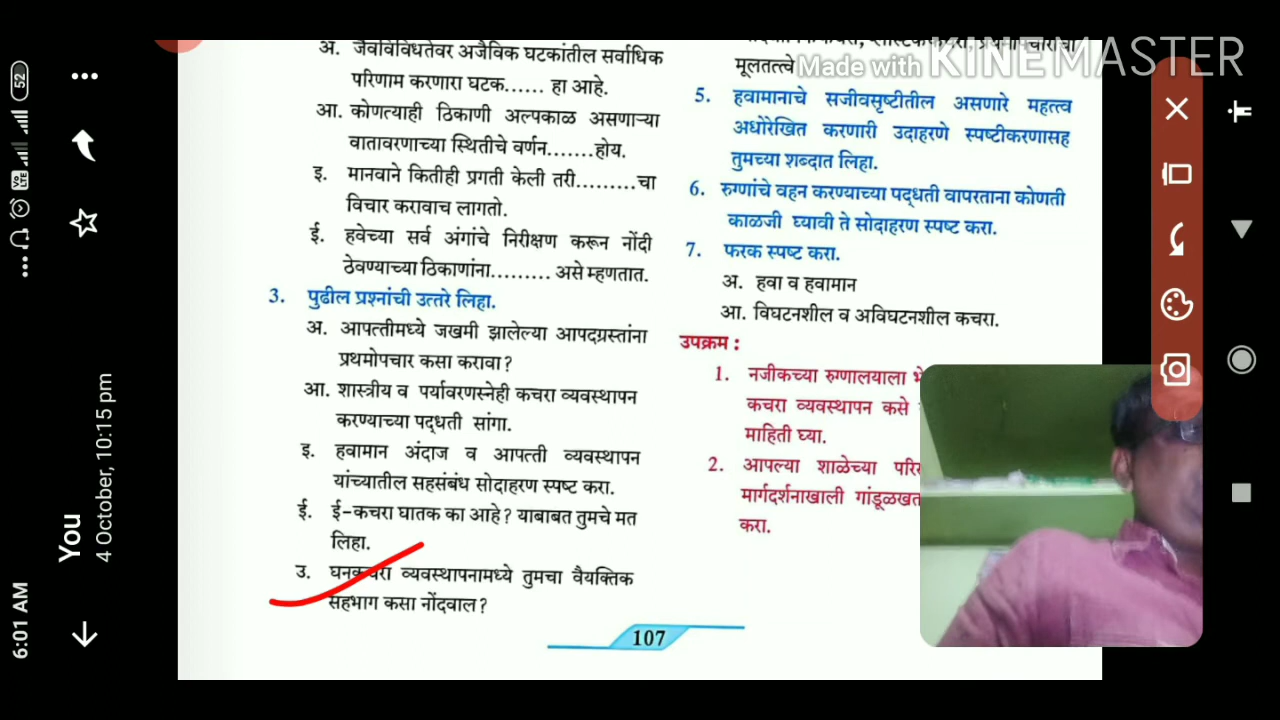 अ. जैवविविधतेवर अजैविक घटकांतील सर्वाधिक
परिणाम करणारा घटक...... हा आहे.
आ. कोणत्याही ठिकाणी अल्पकाळ असणाऱ्या
वातावरणाच्या स्थितीचे वर्णन.......होय.
इ. मानवाने कितीही प्रगती केली तरी.........चा
विचार करावाच लागतो.
ई. हवेच्या सर्व अंगांचे निरीक्षण करून नोंदी
ठेवण्याच्या ठिकाणांना......... असे म्हणतात.
3. पुढील प्रश्नांची उत्तरे लिहा.
अ. आपत्तीमध्ये जखमी झालेल्या आपद्ग्रस्तांना
प्रथमोपचार कसा करावा?
आ. शास्त्रीय व पर्यावरणस्नेही कचरा व्यवस्थापन
करण्याच्या पद्धती सांगा.
इ. हवामान अंदाज व आपत्ती व्यवस्थापन
यांच्यातील सहसंबंध सोदाहरण स्पष्ट करा.
ई. ई-कचरा घातक का आहे? याबाबत तुमचे मत
लिहा.
उ. घनकचरा व्यवस्थापनामध्ये तुमचा वैयक्तिक
सहभाग कसा नोंदवाल?
मूलतत्त्वे
5. हवामानाचे सजीवसृष्टीतील असणारे महत्त्व
अधोरेखित करणारी उदाहरणे स्पष्टीकरणासह
तुमच्या शब्दात लिहा.
6. रुग्णांचे वहन करण्याच्या पद्धती वापरताना कोणती
काळजी घ्यावी ते सोदाहरण स्पष्ट करा.
7. फरक स्पष्ट करा.
अ. हवा व हवामान
आ. विघटनशील व अविघटनशील कचरा.
उपक्रम :
1. नजीकच्या रुग्णालयाला
कचरा व्यवस्थापन कसे
माहिती घ्या.
2. आपल्या शाळेच्या
मार्गदर्शनाखाली गांडूळखत
करा.
107
Made with KINEMASTER
You
4 October, 10:15 pm
6:01 AM
52
Vo LTE